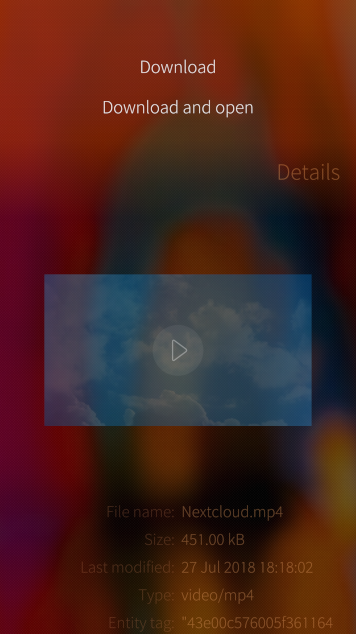 Download
Download and open
Details
File name: Nextcloud.mp4
Size: 451.00 kB
Last modified: 27 Jul 2018 18:18:02
Type: video/mp4
Entity tag: "43e00c576005f361164